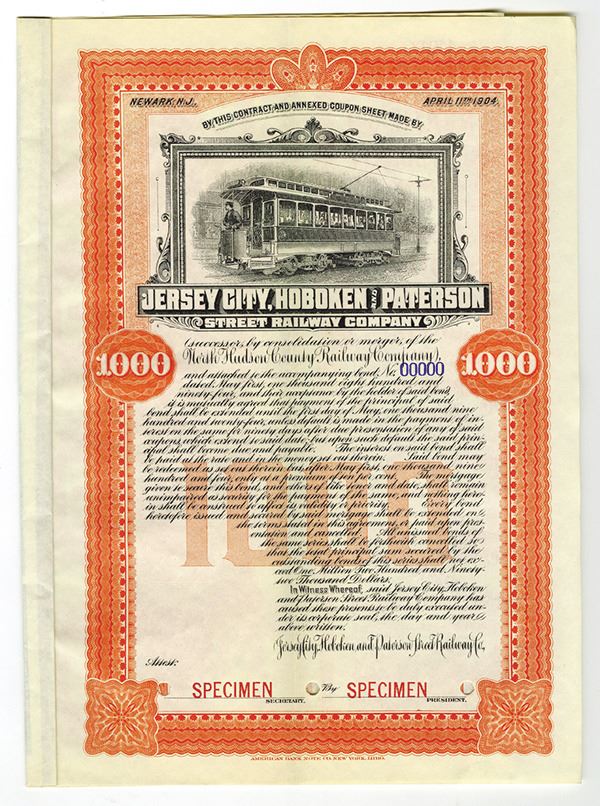 NEWARK, N.J., APRIL 11TH 1904.
BY THIS CONTRACT AND ANNEXED COUPON SHEET, MADE BY
JERSEY CITY, HOBOKEN AND PATERSON
STREET RAILWAY COMPANY
(successor, by consolidation or merger, of the
North Hudson County Railway Company),
1000 1000
and attached to the accompanying bond, No. 00000
dated, May first, one thousand eight hundred and
ninety-four, and their acceptance by the holder of said bond,
it is mutually agreed that payment of the principal of said
bond shall be extended until the first day of May, one thousand nine
hundred and twenty-four, unless default is made in the payment of in-
terest on the same for ninety days after due presentation of any of said
coupons, which extend to said date, but upon such default the said prin-
cipal shall become due and payable. The interest on said bond shall
be paid at the rate and in the money set out therein. Said bond may
be redeemed as set out therein on and after May first, one thousand nine
hundred and four, only at a premium of ten per cent. The mortgage
given to secure this bond, and others of like tenor and date, shall remain
unimpaired as security for the payment of the same, and nothing here-
in shall be construed to affect its validity or priority. Every bond
heretofore issued and secured by said mortgage shall be extended on
the terms stated in this agreement, or paid upon pres-
entation and cancelled. All unissued bonds of
the same series shall be forthwith cancelled so
that the total principal sum secured by the
outstanding bonds of this series shall not ex-
ceed One Million Two Hundred and Ninety-
two Thousand Dollars.
In Witness Whereof, said Jersey City, Hoboken
and Paterson Street Railway Company has
caused these presents to be duly executed un-
der its corporate seal, the day and year
above written.
Jersey City, Hoboken and Paterson Street Railway Co.,
Attest:
SPECIMEN By SPECIMEN
SECRETARY. PRESIDENT.
AMERICAN BANK NOTE CO. NEW YORK.